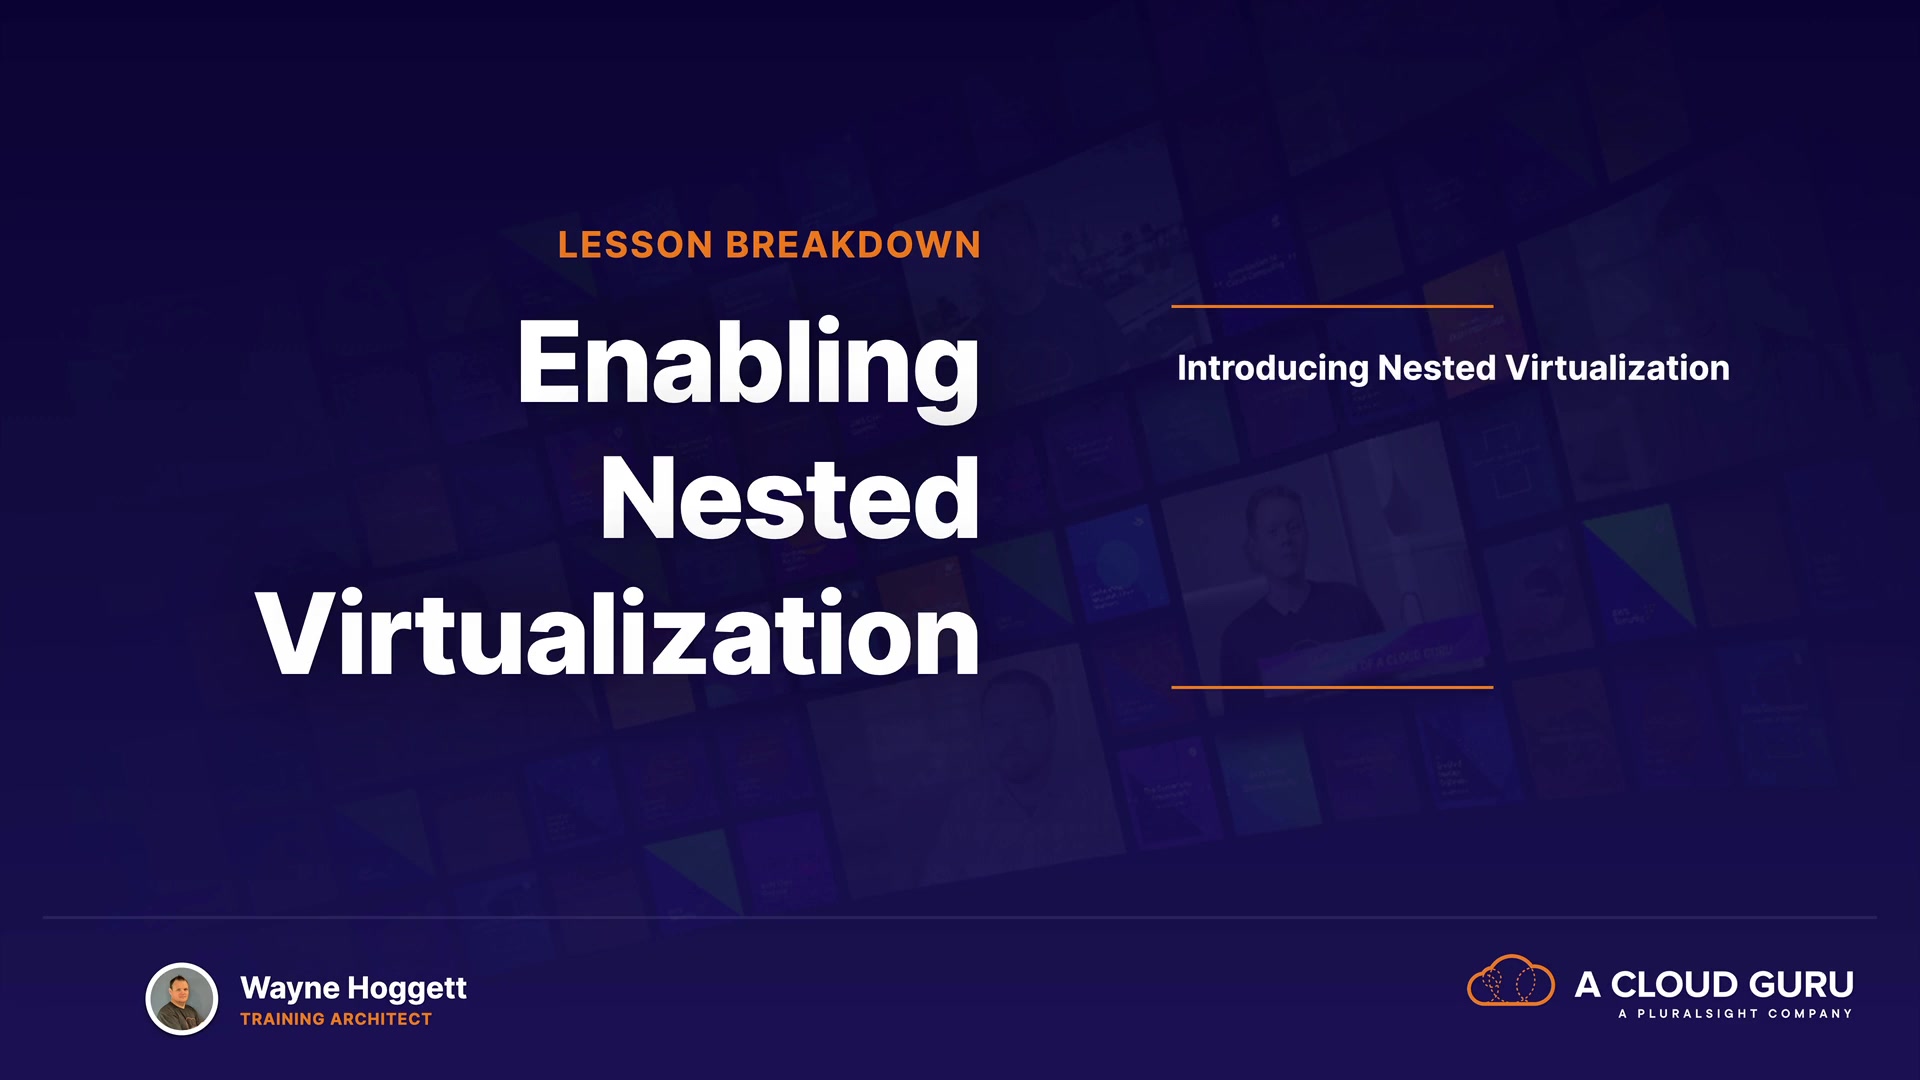 LESSON BREAKDOWN
Enabling
Nested
Virtualization
Introducing Nested Virtualization
Wayne Hoggett
TRAINING ARCHITECT
A CLOUD GURU
A PLURALSIGHT COMPANY